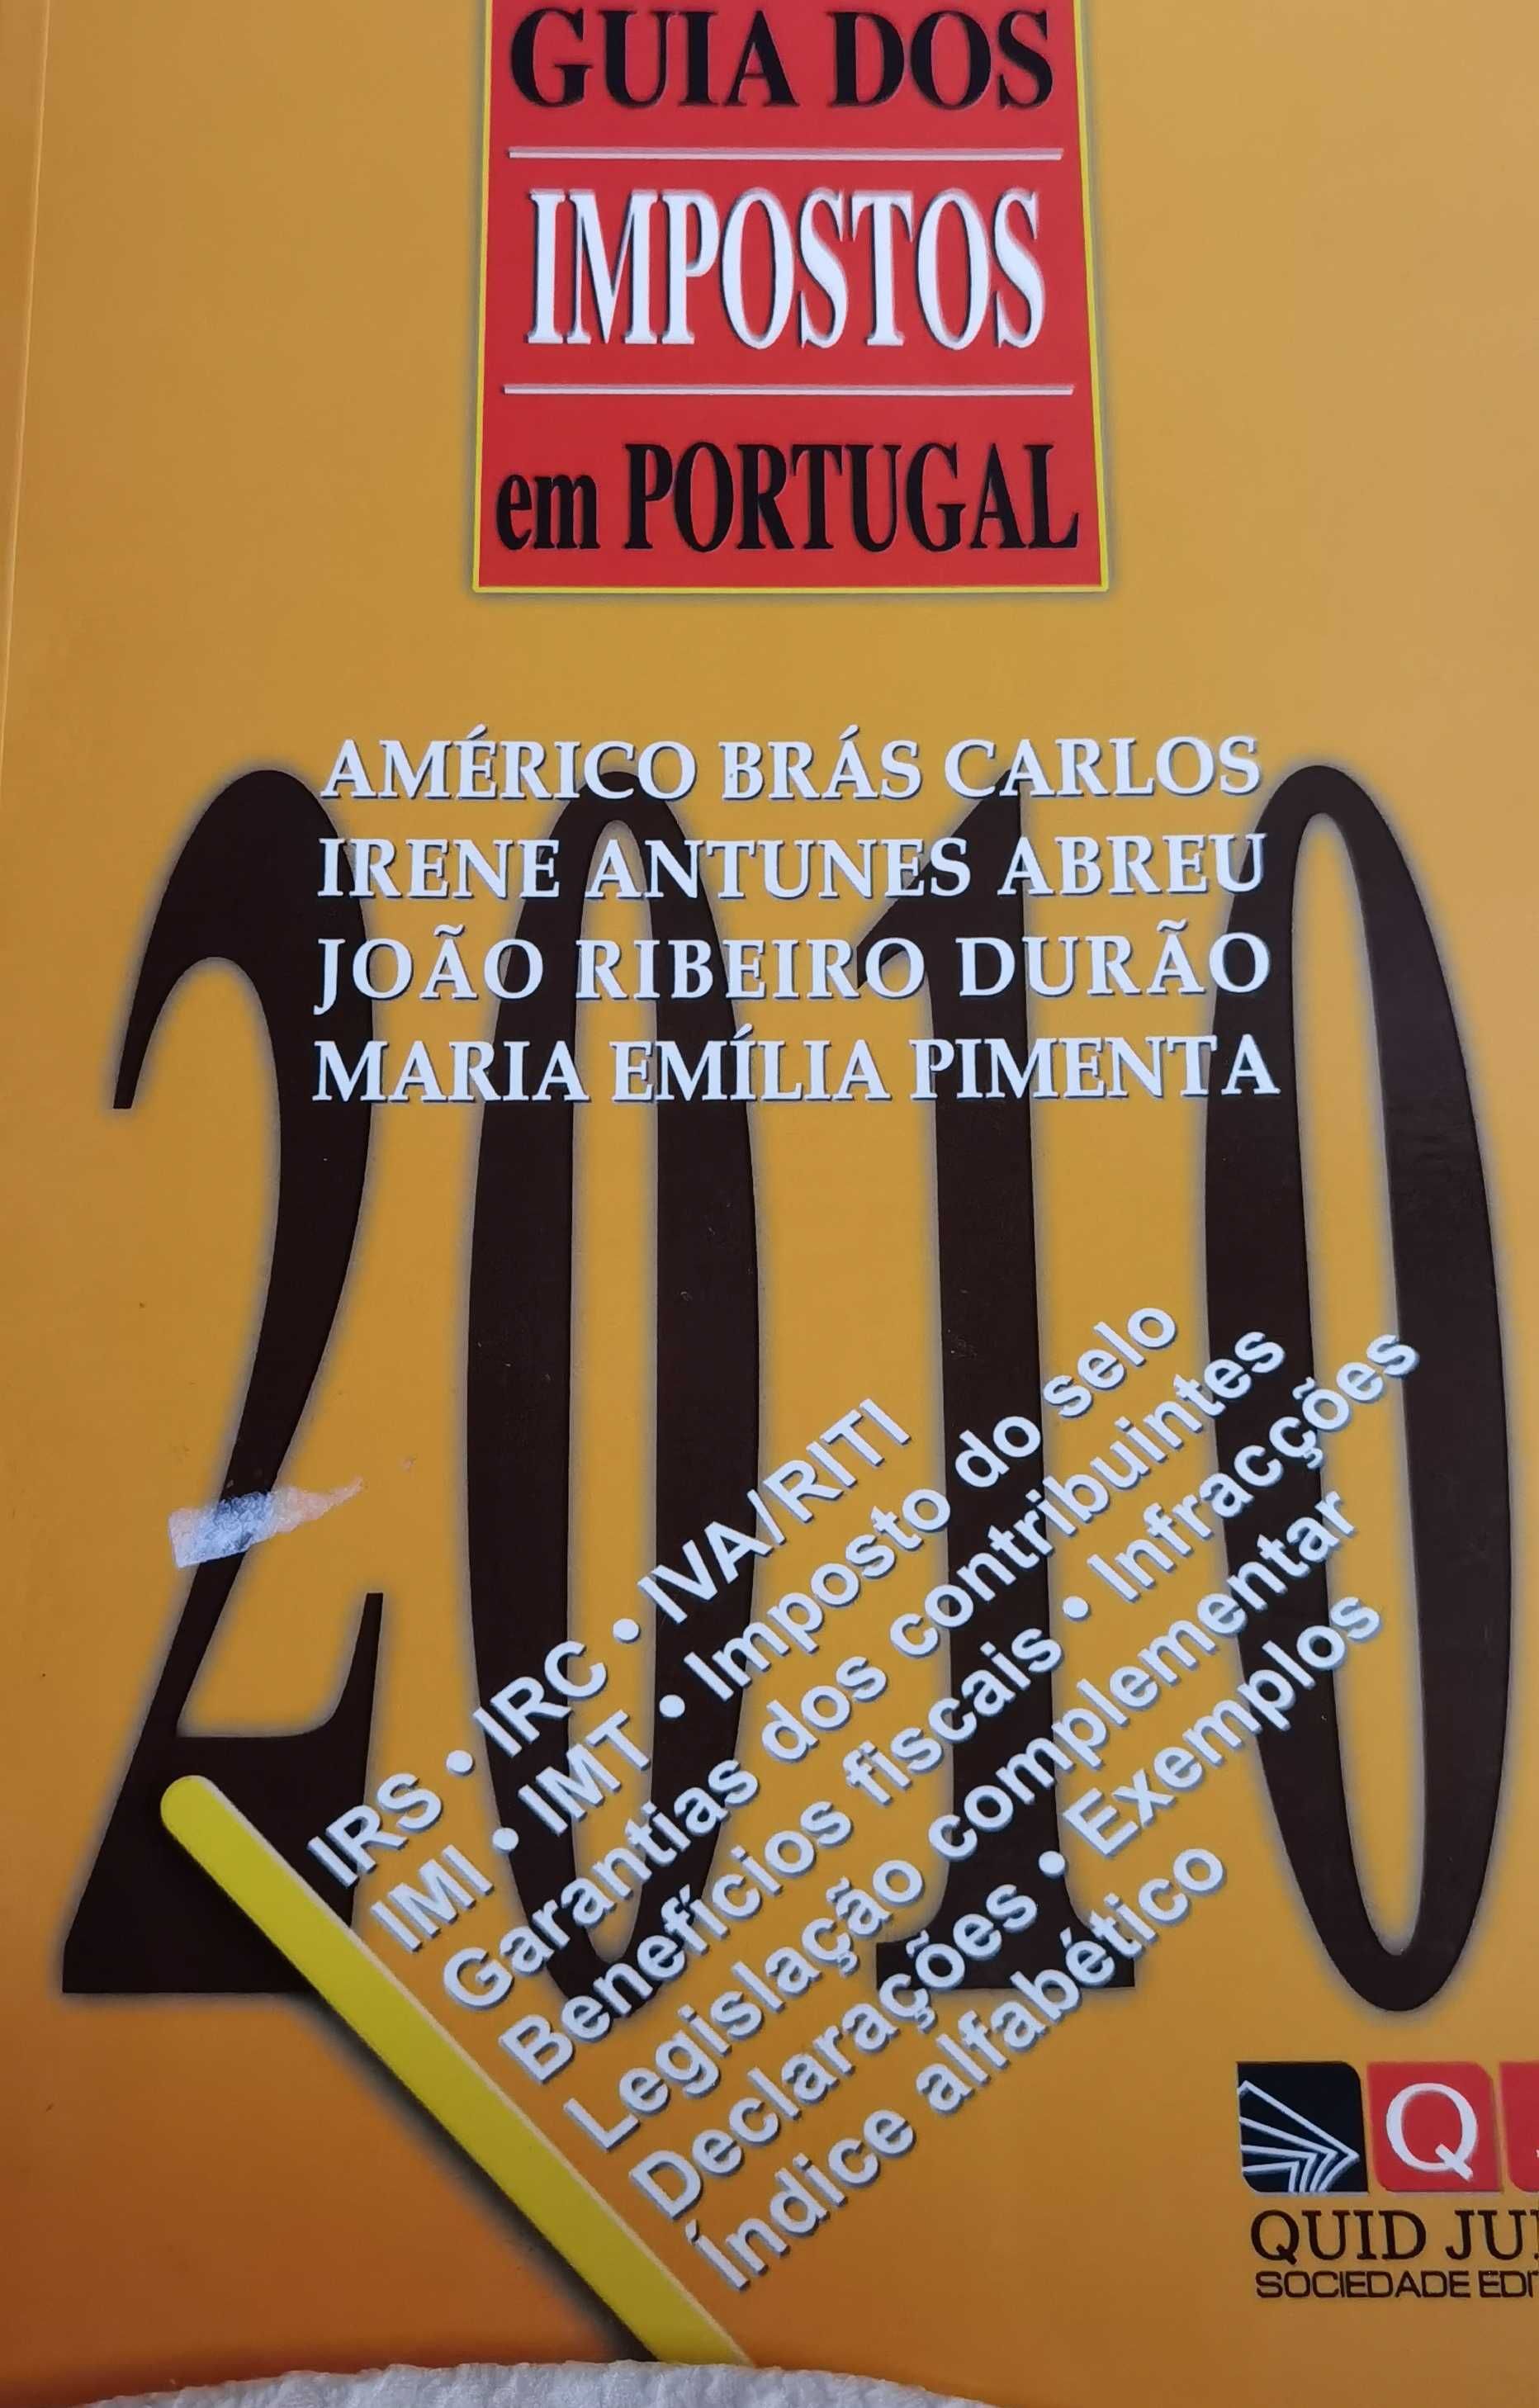 GUIA DOS
IMPOSTOS
em PORTUGAL
AMÉRICO BRÁS CARLOS
IRENE ANTUNES ABREU
JOÃO RIBEIRO DURÃO
MARIA EMÍLIA PIMENTA
2010
IRS • IRC • IVA/RITI
IMI • IMT • Imposto do selo
Garantias dos contribuintes
Benefícios fiscais • Infracções
Legislação complementar
Declarações • Exemplos
Índice alfabético
Q
QUID
SOCIEDADE